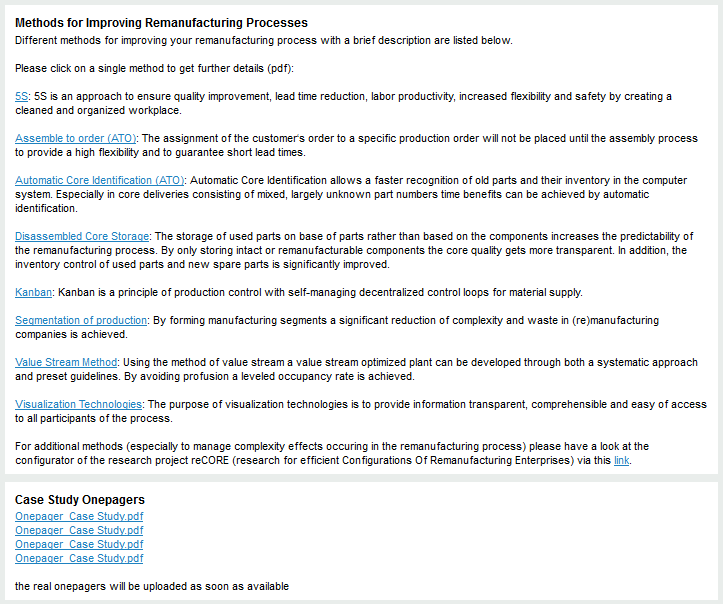 Methods for Improving Remanufacturing Processes
Different methods for improving your remanufacturing process with a brief description are listed below.
Please click on a single method to get further details (pdf):
5S: 5S is an approach to ensure quality improvement, lead time reduction, labor productivity, increased flexibility and safety by creating a
cleaned and organized workplace.
Assemble to order (ATO): The assignment of the customer's order to a specific production order will not be placed until the assembly process
to provide a high flexibility and to guarantee short lead times.
Automatic Core Identification (ATO): Automatic Core Identification allows a faster recognition of old parts and their inventory in the computer
system. Especially in core deliveries consisting of mixed, largely unknown part numbers time benefits can be achieved by automatic
identification.
Disassembled Core Storage: The storage of used parts on base of parts rather than based on the components increases the predictability of
the remanufacturing process. By only storing intact or remanufacturable components the core quality gets more transparent. In addition, the
inventory control of used parts and new spare parts is significantly improved.
Kanban: Kanban is a principle of production control with self-managing decentralized control loops for material supply.
Segmentation of production: By forming manufacturing segments a significant reduction of complexity and waste in (re)manufacturing
companies is achieved.
Value Stream Method: Using the method of value stream a value stream optimized plant can be developed through both a systematic approach
and preset guidelines. By avoiding profusion a leveled occupancy rate is achieved.
Visualization Technologies: The purpose of visualization technologies is to provide information transparent, comprehensible and easy of access
to all participants of the process.
For additional methods (especially to manage complexity effects occuring in the remanufacturing process) please have a look at the
configurator of the research project reCORE (research for efficient Configurations Of Remanufacturing Enterprises) via this link.
Case Study Onepagers
Onepager_Case Study.pdf
Onepager_Case Study.pdf
Onepager_Case Study.pdf
Onepager_Case Study.pdf
the real onepagers will be uploaded as soon as available